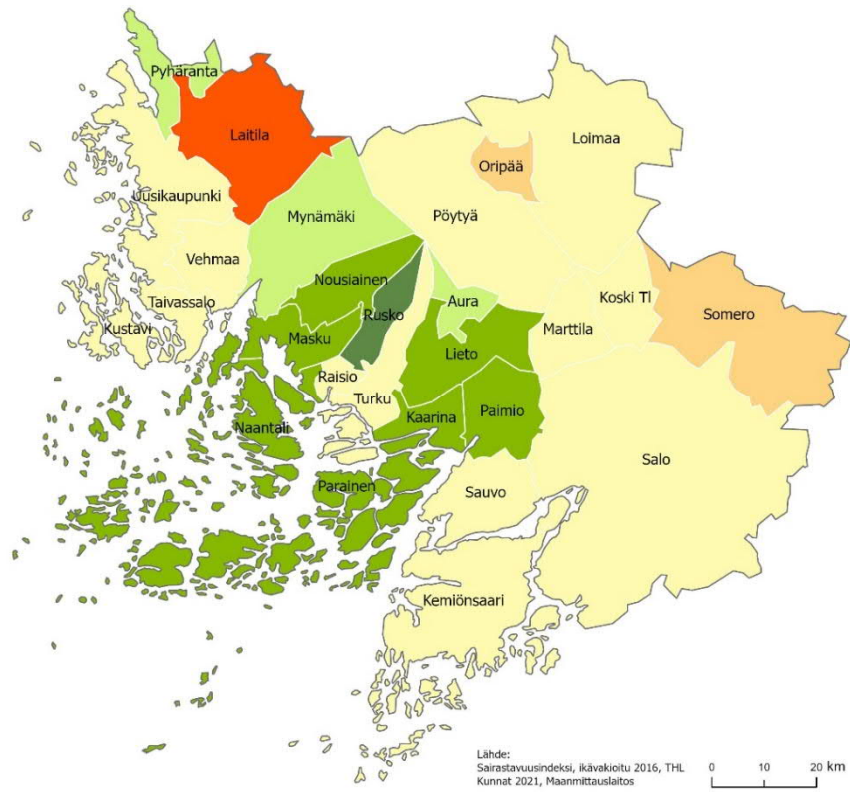 Pyhäranta
Laitila
Loimaa
Oripää
Uusikaupunki
Mynämäki
Pöytyä
Vehmaa
Nousiainen
Taivassalo
Aura
Koski Tl
Somero
Kustavi
Rusko
Marttila
Masku
Lieto
Raisio
Turku
Kaarina
Paimio
Naantali
Salo
Parainen
Sauvo
Kemiönsaari
Lähde:
Sairastavuusindeksi, ikävakioitu 2016, THL
Kunnat 2021, Maanmittauslaitos
0 10 20 km